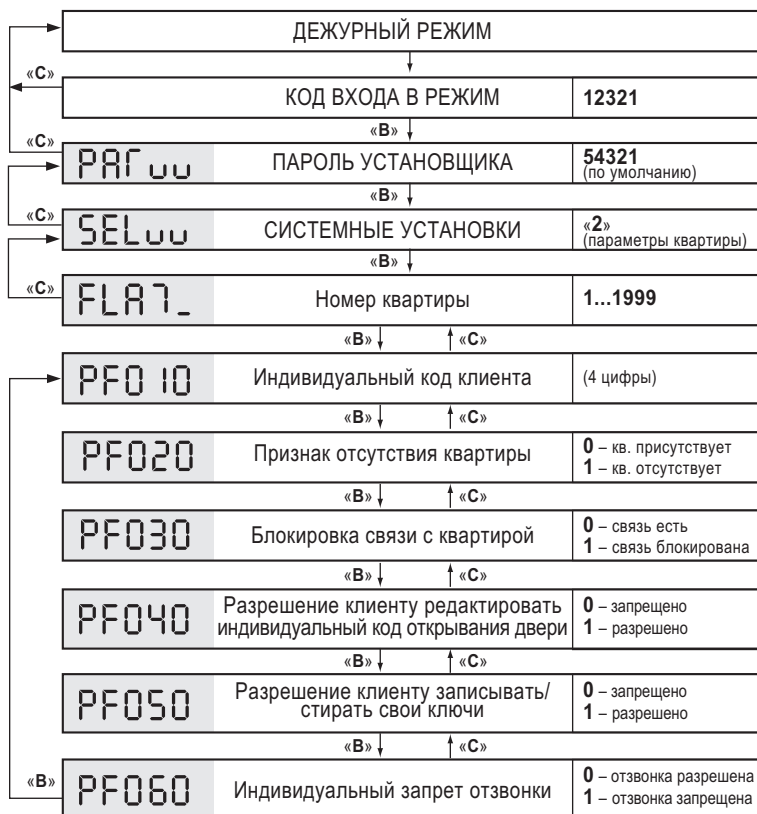 ДЕЖУРНЫЙ РЕЖИМ
«С»
КОД ВХОДА В РЕЖИМ 12321
«В»
«С»
PAГuu ПАРОЛЬ УСТАНОВЩИКА 54321
(по умолчанию)
«В»
«С»
SELuu СИСТЕМНЫЕ УСТАНОВКИ «2»
(параметры квартиры)
«В»
«С»
FLA7_ Номер квартиры 1...1999
«В» «С»
PF010 Индивидуальный код клиента (4 цифры)
«В» «С»
PF020 Признак отсутствия квартиры 0 – кв. присутствует
1 – кв. отсутствует
«В» «С»
PF030 Блокировка связи с квартирой 0 – связь есть
1 – связь блокирована
«В» «С»
PF040 Разрешение клиенту редактировать
индивидуальный код открывания двери
0 – запрещено
1 – разрешено
«В» «С»
PF050 Разрешение клиенту записывать/
стирать свои ключи
0 – запрещено
1 – разрешено
«В» «С»
«В»
PF060 Индивидуальный запрет отзвонки 0 – отзвонка разрешена
1 – отзвонка запрещена